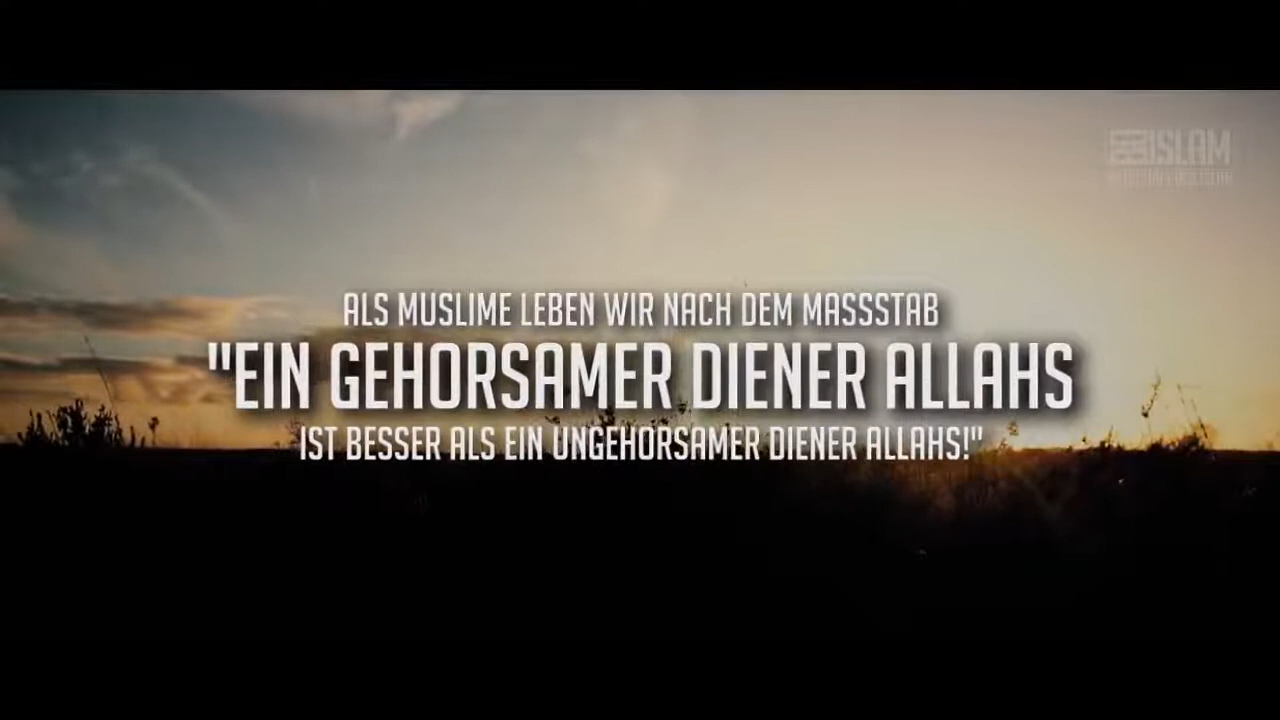 ISLAM
ALS MUSLIME LEBEN WIR NACH DEM MASSSTAB
"EIN GEHORSAMER DIENER ALLAHS
IST BESSER ALS EIN UNGEHORSAMER DIENER ALLAHS!"